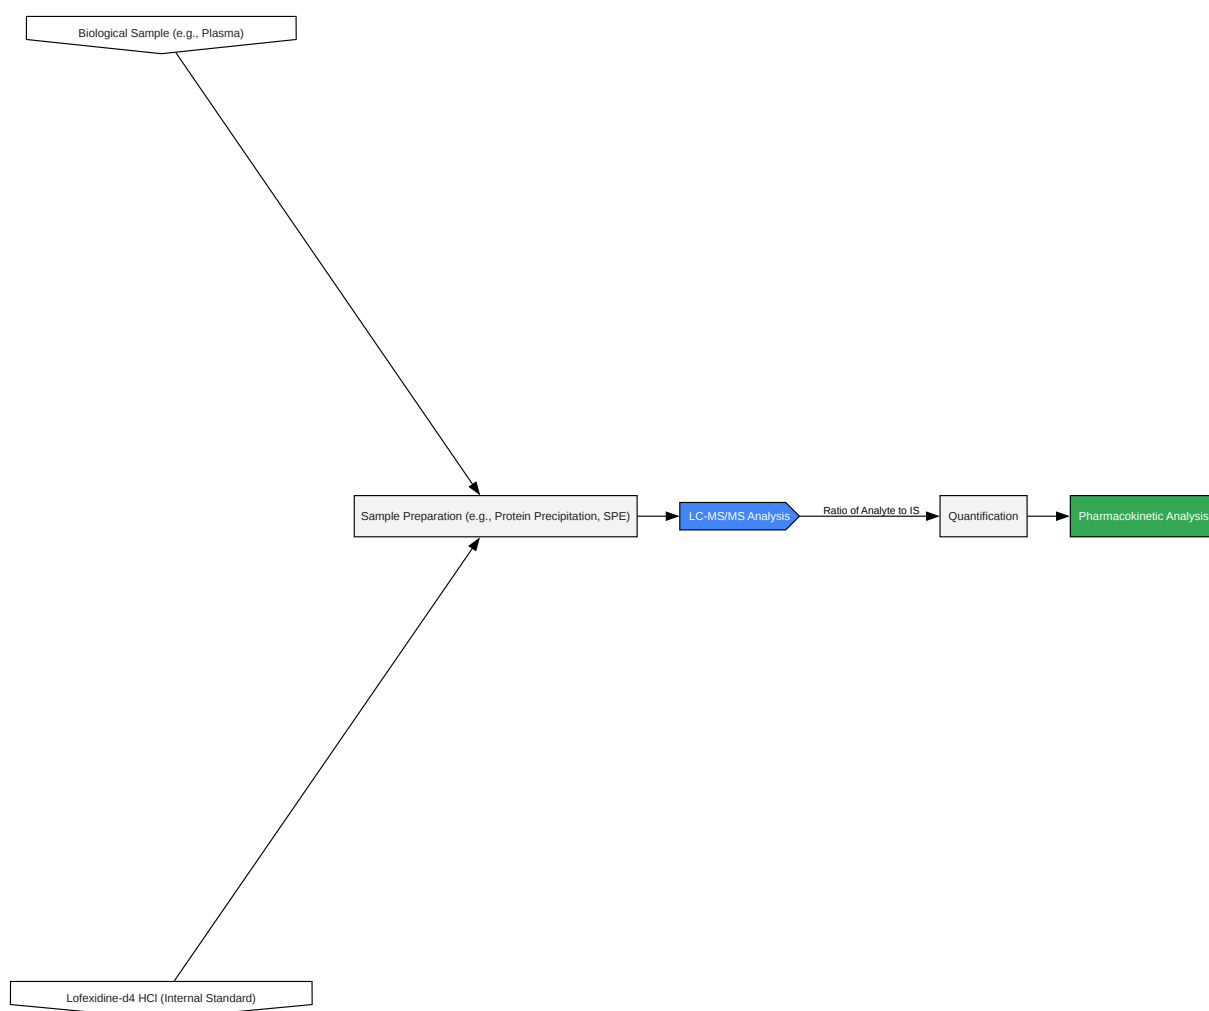 Biological Sample (e.g., Plasma)
Sample Preparation (e.g., Protein Precipitation, SPE)
LC-MS/MS Analysis
Ratio of Analyte to IS
Quantification
Pharmacokinetic Analysis
Lofexidine-d4 HCl (Internal Standard)